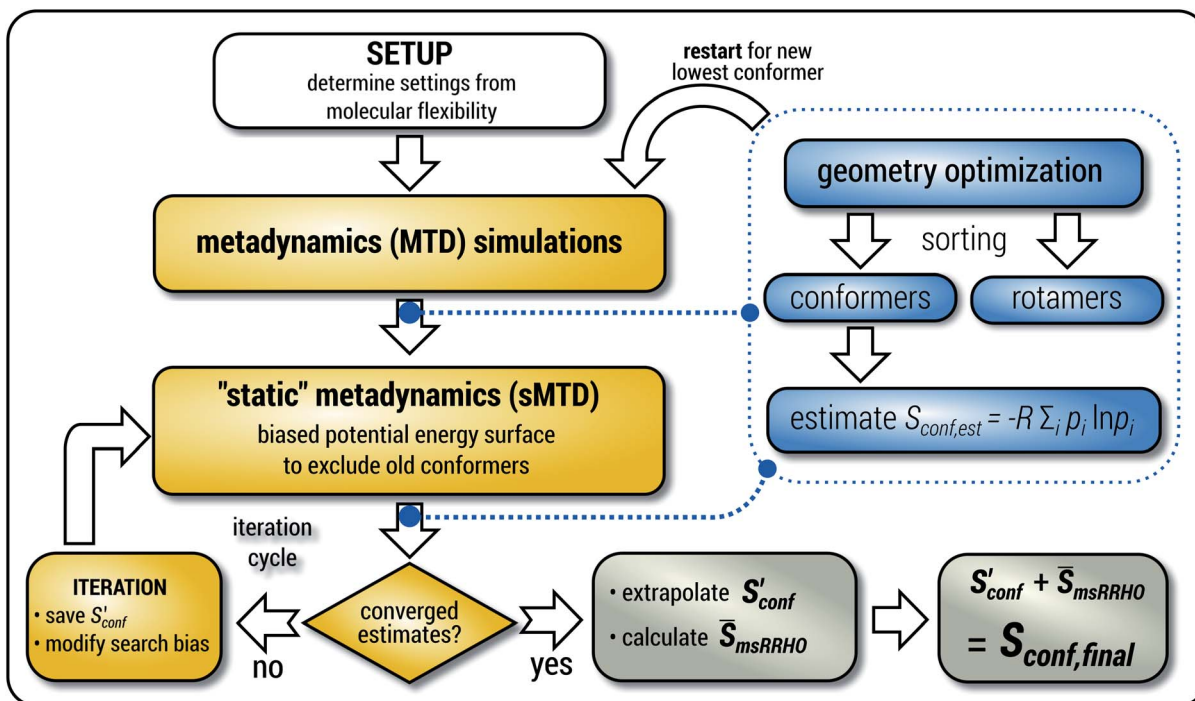 SETUP
determine settings from
molecular flexibility
restart for new
lowest conformer
metadynamics (MTD) simulations
geometry optimization
sorting
conformers
rotamers
estimate S_conf,est = -R Σ_i p_i lnp_i
"static" metadynamics (sMTD)
biased potential energy surface
to exclude old conformers
iteration
cycle
ITERATION
• save S'_conf
• modify search bias
no
converged
estimates?
yes
• extrapolate S'_conf
• calculate S̅_msRRHO
S'_conf + S̅_msRRHO
= S_conf,final